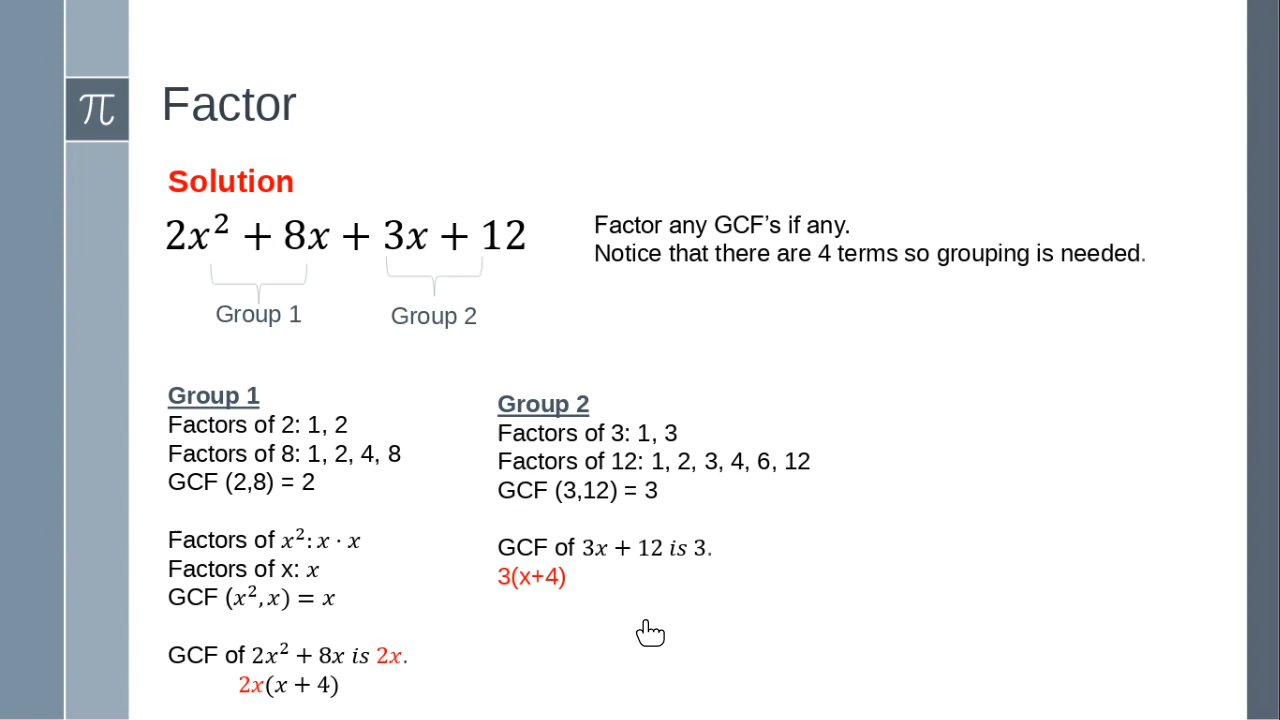 π
Factor
Solution
2x² + 8x + 3x + 12
Factor any GCF’s if any.
Notice that there are 4 terms so grouping is needed.
Group 1
Group 2
Group 1
Factors of 2: 1, 2
Factors of 8: 1, 2, 4, 8
GCF (2,8) = 2
Factors of x²: x · x
Factors of x: x
GCF (x², x) = x
GCF of 2x² + 8x is 2x.
2x(x + 4)
Group 2
Factors of 3: 1, 3
Factors of 12: 1, 2, 3, 4, 6, 12
GCF (3,12) = 3
GCF of 3x + 12 is 3.
3(x+4)